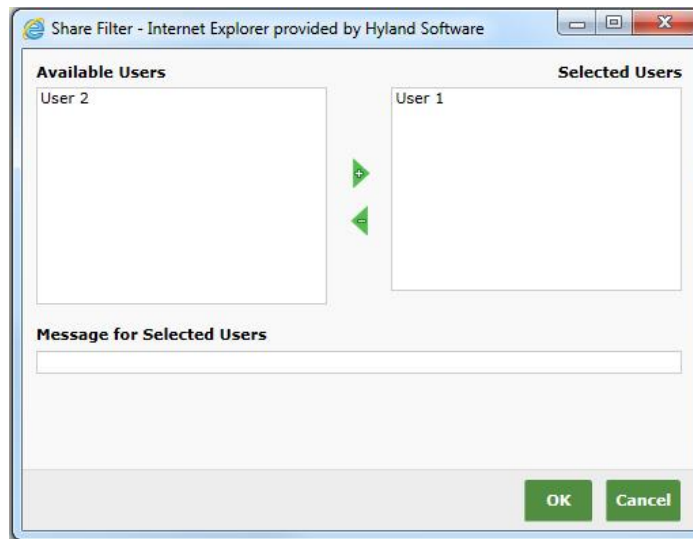 Share Filter - Internet Explorer provided by Hyland Software
Available Users
Selected Users
User 2
User 1
Message for Selected Users
OK
Cancel